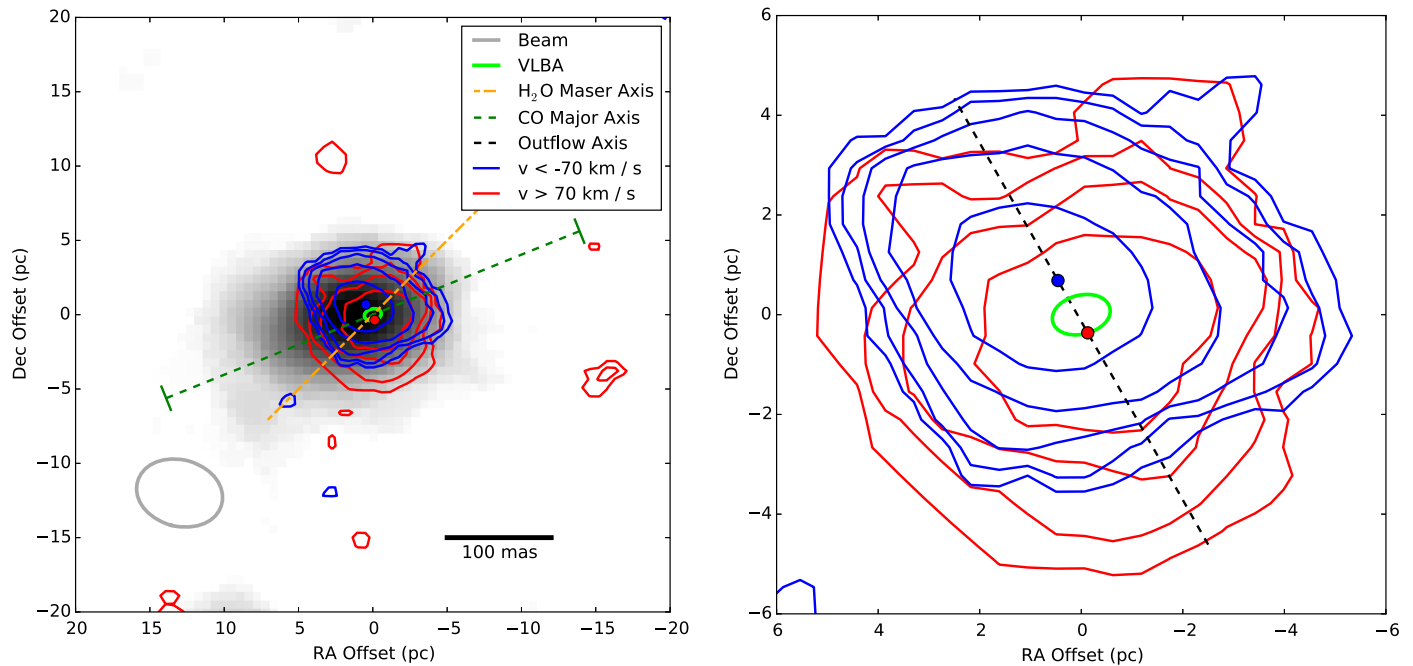 20
15
10
5
0
−5
−10
−15
−20
Dec Offset (pc)
20
15
10
5
0
−5
−10
−15
−20
RA Offset (pc)
Beam
VLBA
H₂O Maser Axis
CO Major Axis
Outflow Axis
v < -70 km / s
v > 70 km / s
100 mas
6
4
2
0
−2
−4
−6
Dec Offset (pc)
6
4
2
0
−2
−4
−6
RA Offset (pc)